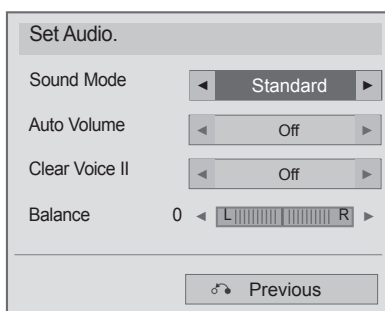 Set Audio.
Sound Mode ◄ Standard ►
Auto Volume ◄ Off ►
Clear Voice II ◄ Off ►
Balance 0 ◄ L R ►
Previous